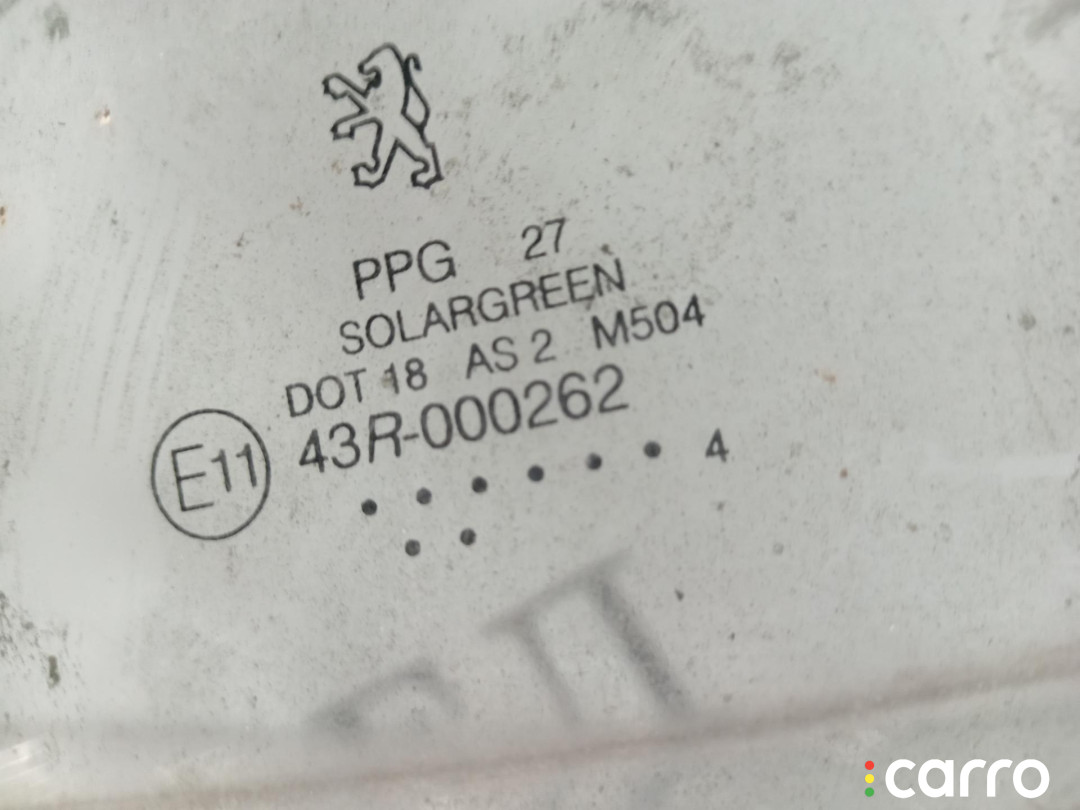 PPG 27
SOLARGREEN
DOT 18 AS 2 M504
E11 43R-000262
• • • • • • 4
• •
carro